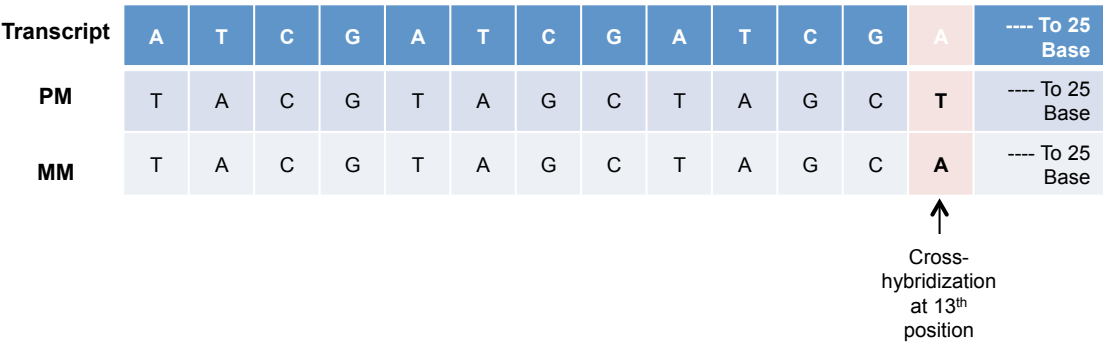 Transcript A T C G A T C G A T C G A ---- To 25
Base
PM T A C G T A G C T A G C T ---- To 25
Base
MM T A C G T A G C T A G C A ---- To 25
Base
Cross-
hybridization
at 13th
position